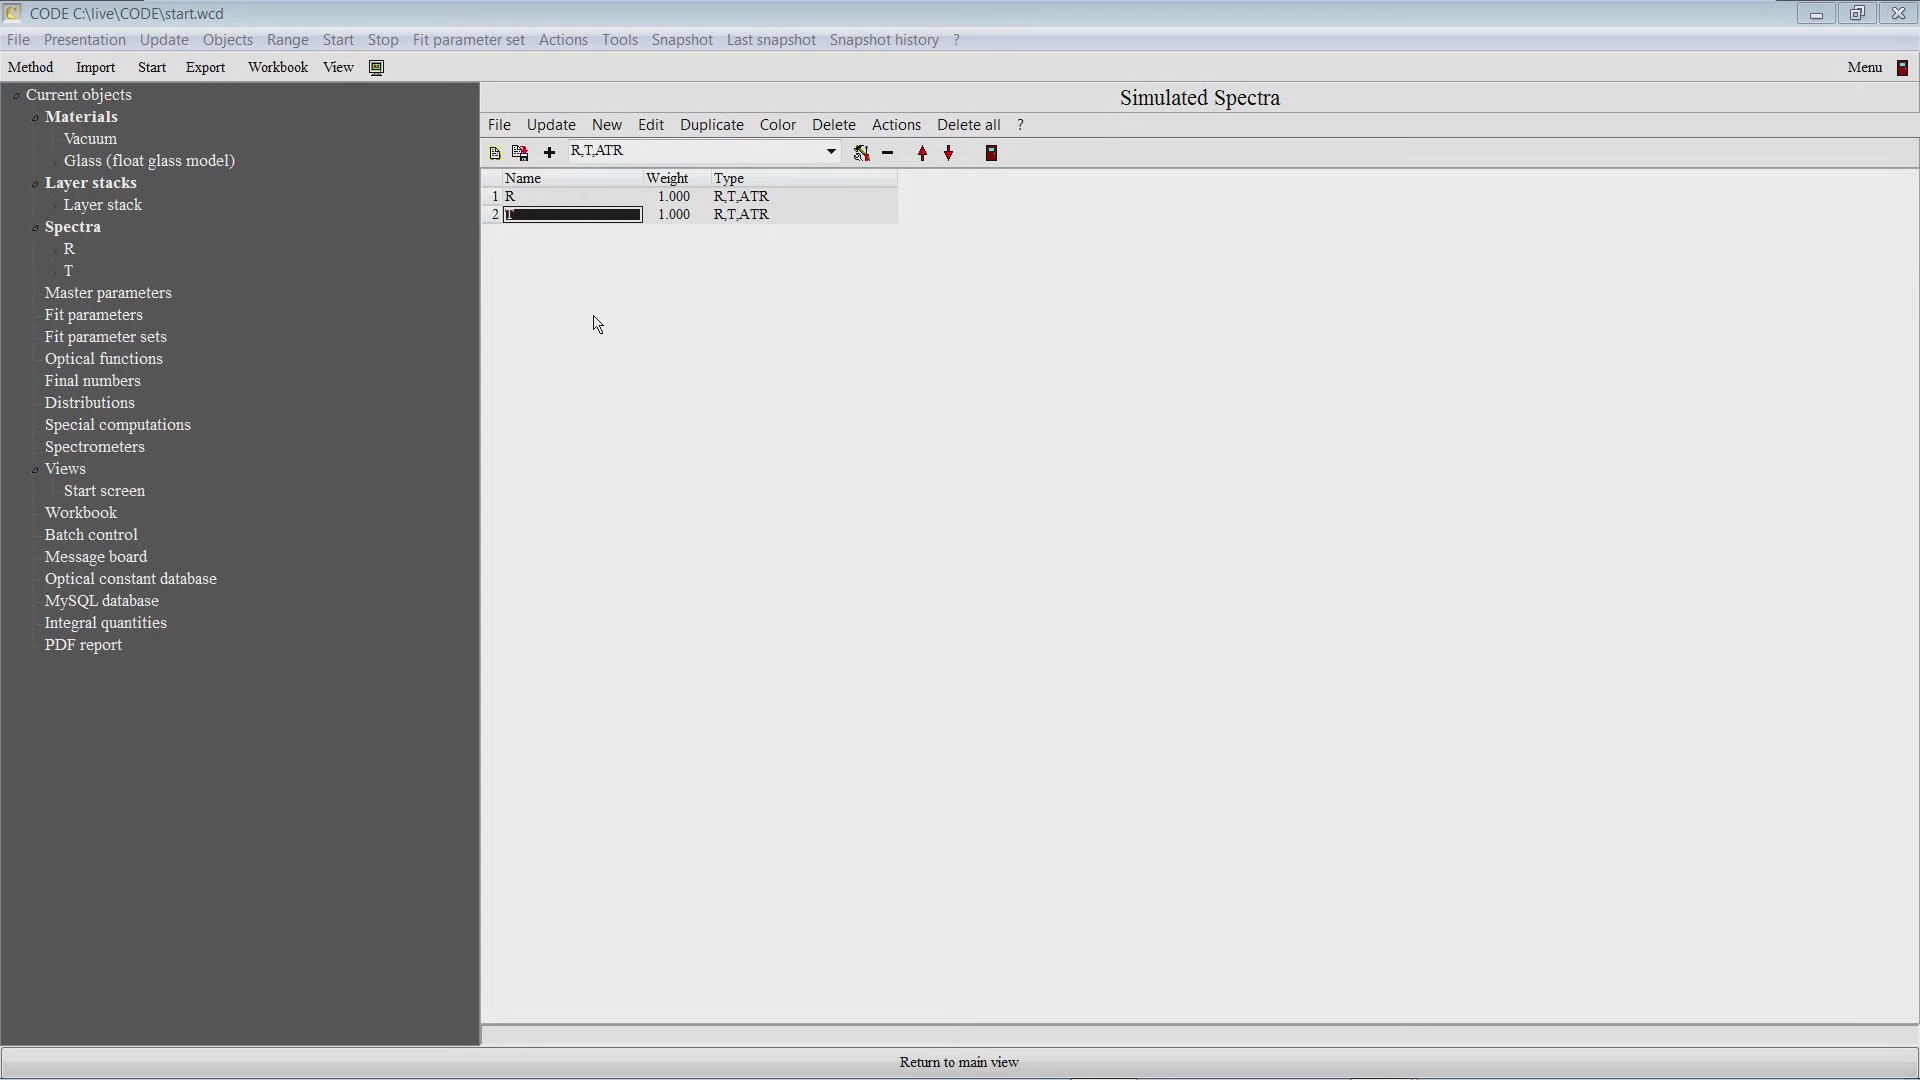 CODE C:\live\CODE\start.wcd
File Presentation Update Objects Range Start Stop Fit parameter set Actions Tools Snapshot Last snapshot Snapshot history ?
Method Import Start Export Workbook View Menu
Current objects
Materials
Vacuum
Glass (float glass model)
Layer stacks
Layer stack
Spectra
R
T
Master parameters
Fit parameters
Fit parameter sets
Optical functions
Final numbers
Distributions
Special computations
Spectrometers
Views
Start screen
Workbook
Batch control
Message board
Optical constant database
MySQL database
Integral quantities
PDF report
Simulated Spectra
File Update New Edit Duplicate Color Delete Actions Delete all ?
R,T,ATR
Name Weight Type
1 R 1.000 R,T,ATR
2 T 1.000 R,T,ATR
Return to main view